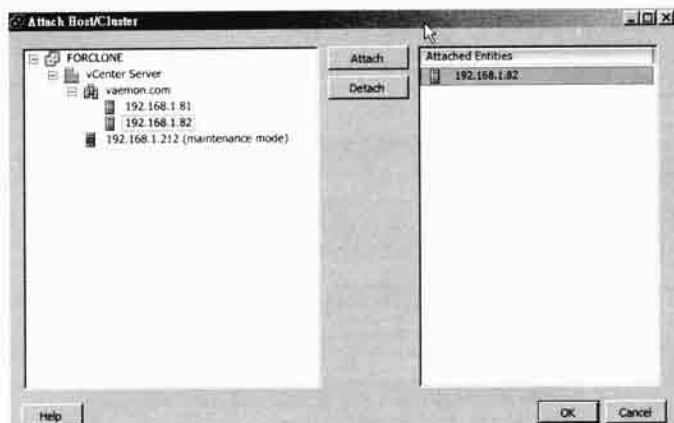 Attach Host/Cluster
FORCLONE
vCenter Server
vaemon.com
192.168.1.81
192.168.1.82
192.168.1.212 (maintenance mode)
Attach
Detach
Attached Entities
192.168.1.82
Help
OK
Cancel